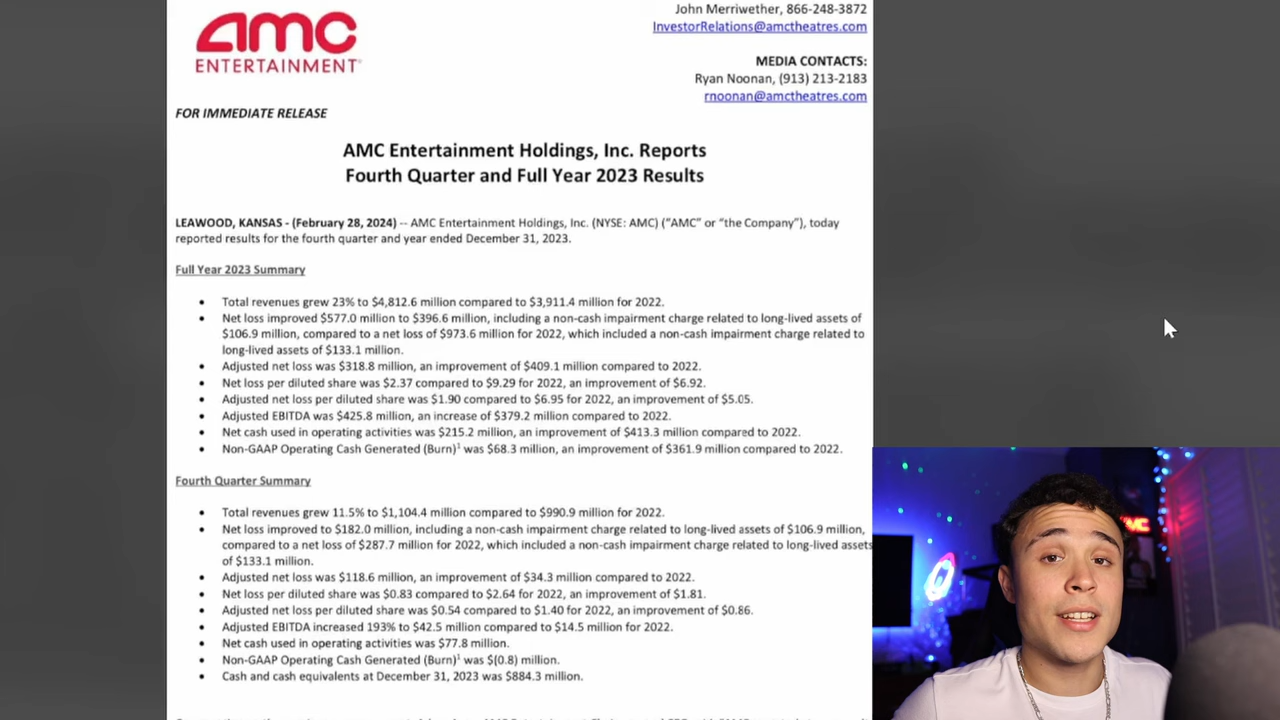 amc
ENTERTAINMENT
John Merriwether, 866-248-3872
InvestorRelations@amctheatres.com
MEDIA CONTACTS:
Ryan Noonan, (913) 213-2183
rnoonan@amctheatres.com
FOR IMMEDIATE RELEASE
AMC Entertainment Holdings, Inc. Reports
Fourth Quarter and Full Year 2023 Results
LEAWOOD, KANSAS - (February 28, 2024) -- AMC Entertainment Holdings, Inc. (NYSE: AMC) (“AMC” or “the Company”), today
reported results for the fourth quarter and year ended December 31, 2023.
Full Year 2023 Summary
• Total revenues grew 23% to $4,812.6 million compared to $3,911.4 million for 2022.
• Net loss improved $577.0 million to $396.6 million, including a non-cash impairment charge related to long-lived assets of
$106.9 million, compared to a net loss of $973.6 million for 2022, which included a non-cash impairment charge related to
long-lived assets of $133.1 million.
• Adjusted net loss was $318.8 million, an improvement of $409.1 million compared to 2022.
• Net loss per diluted share was $2.37 compared to $9.29 for 2022, an improvement of $6.92.
• Adjusted net loss per diluted share was $1.90 compared to $6.95 for 2022, an improvement of $5.05.
• Adjusted EBITDA was $425.8 million, an increase of $379.2 million compared to 2022.
• Net cash used in operating activities was $215.2 million, an improvement of $413.3 million compared to 2022.
• Non-GAAP Operating Cash Generated (Burn)¹ was $68.3 million, an improvement of $361.9 million compared to 2022.
Fourth Quarter Summary
• Total revenues grew 11.5% to $1,104.4 million compared to $990.9 million for 2022.
• Net loss improved to $182.0 million, including a non-cash impairment charge related to long-lived assets of $106.9 million,
compared to a net loss of $287.7 million for 2022, which included a non-cash impairment charge related to long-lived assets
of $133.1 million.
• Adjusted net loss was $118.6 million, an improvement of $34.3 million compared to 2022.
• Net loss per diluted share was $0.83 compared to $2.64 for 2022, an improvement of $1.81.
• Adjusted net loss per diluted share was $0.54 compared to $1.40 for 2022, an improvement of $0.86.
• Adjusted EBITDA increased 193% to $42.5 million compared to $14.5 million for 2022.
• Net cash used in operating activities was $77.8 million.
• Non-GAAP Operating Cash Generated (Burn)¹ was $(0.8) million.
• Cash and cash equivalents at December 31, 2023 was $884.3 million.